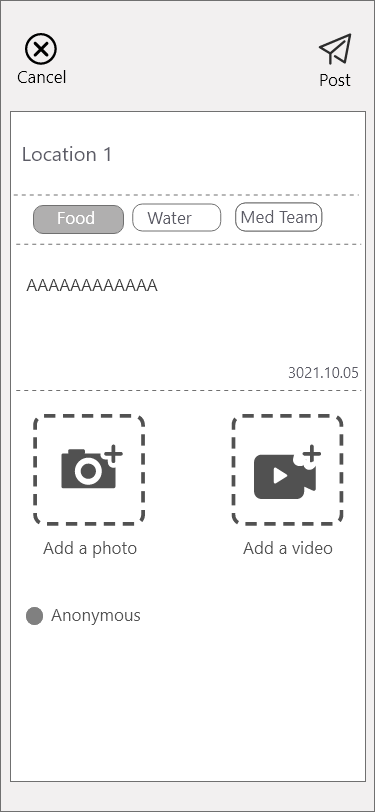 Cancel
Post
Location 1
Food
Water
Med Team
AAAAAAAAAAAA
3021.10.05
Add a photo
Add a video
Anonymous